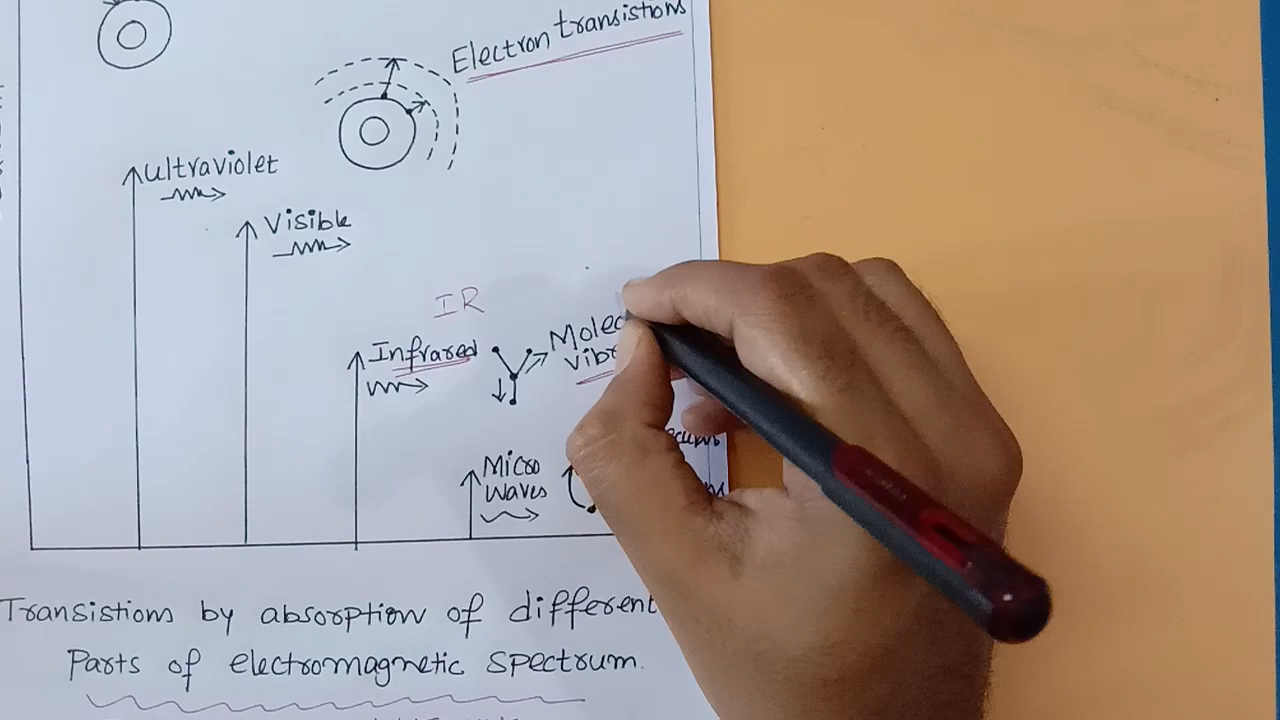 Electron transistions
Ultraviolet
Visible
IR
Infrared
Micro
Waves
Transistions by absorption of different
Parts of electromagnetic spectrum.